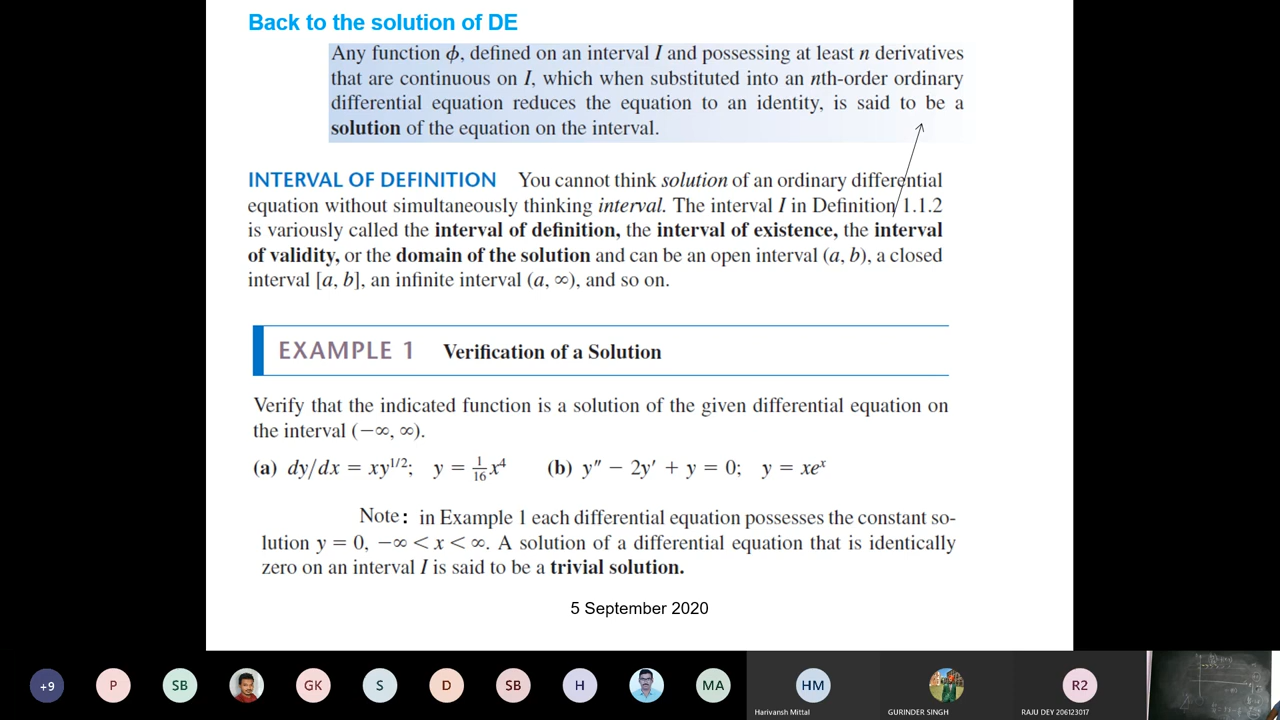 Back to the solution of DE
Any function ϕ, defined on an interval I and possessing at least n derivatives
that are continuous on I, which when substituted into an nth-order ordinary
differential equation reduces the equation to an identity, is said to be a
solution of the equation on the interval.
INTERVAL OF DEFINITION You cannot think solution of an ordinary differential
equation without simultaneously thinking interval. The interval I in Definition 1.1.2
is variously called the interval of definition, the interval of existence, the interval
of validity, or the domain of the solution and can be an open interval (a, b), a closed
interval [a, b], an infinite interval (a, ∞), and so on.
EXAMPLE 1 Verification of a Solution
Verify that the indicated function is a solution of the given differential equation on
the interval (−∞, ∞).
(a) dy/dx = xy^1/2; y = 1/16 x^4 (b) y″ − 2y′ + y = 0; y = xe^x
Note: in Example 1 each differential equation possesses the constant so-
lution y = 0, −∞ < x < ∞. A solution of a differential equation that is identically
zero on an interval I is said to be a trivial solution.
5 September 2020
+9 P SB GK S D SB H MA HM R2
Harivansh Mittal GURINDER SINGH RAJU DEY 206123017